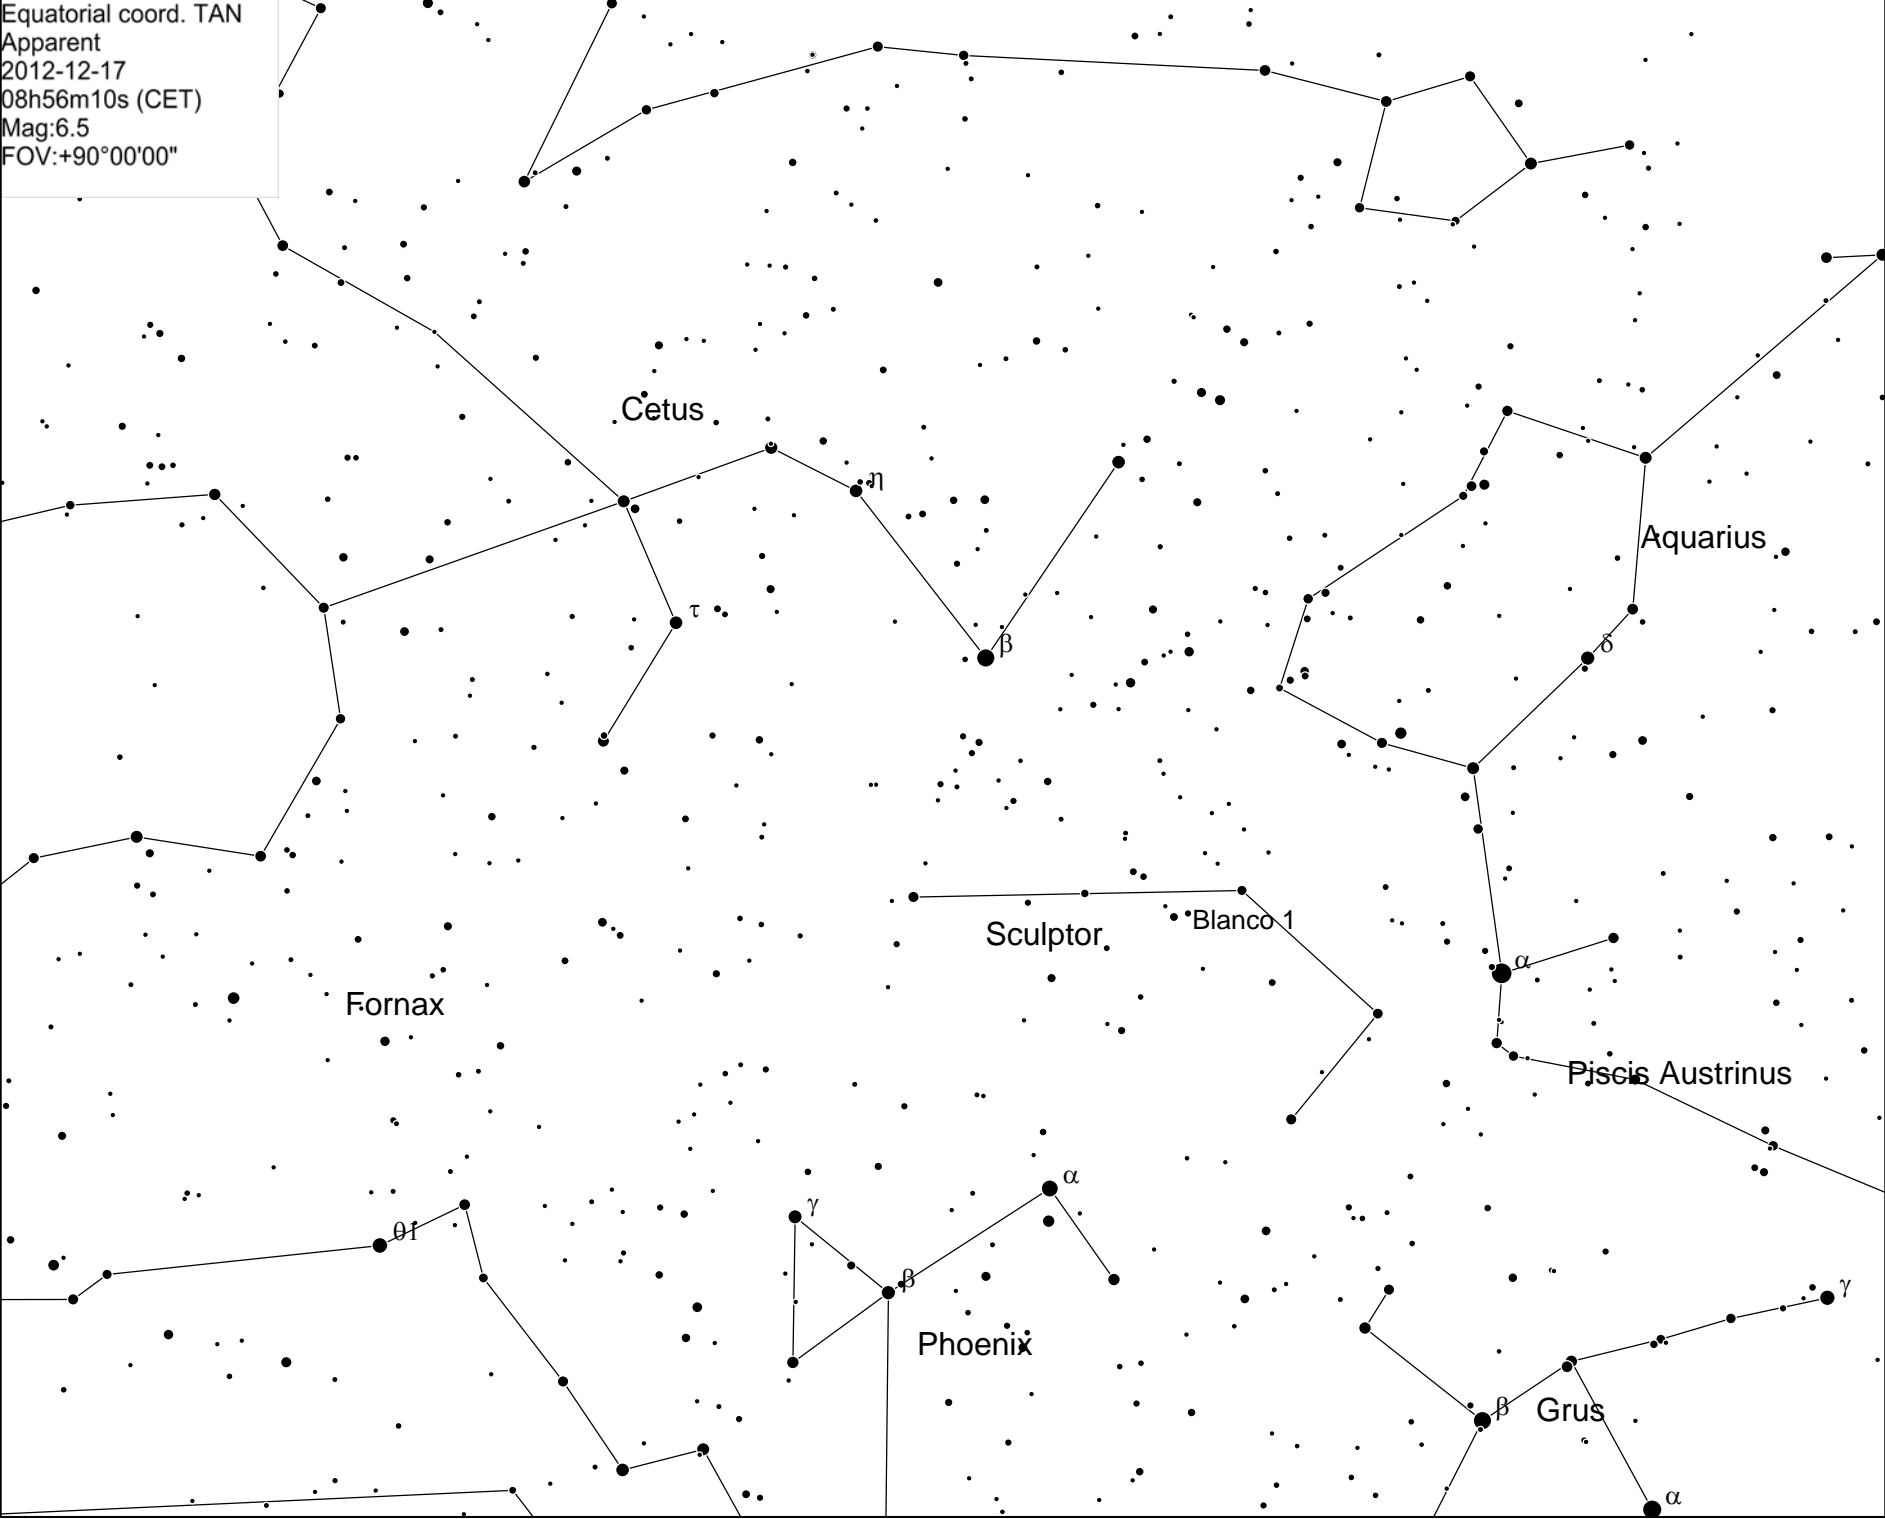 Equatorial coord. TAN
Apparent
2012-12-17
08h56m10s (CET)
Mag:6.5
FOV:+90°00'00"
Cetus
η
Aquarius
τ
β
δ
Blanco 1
Sculptor
α
Fornax
Piscis Austrinus
α
γ
θ1
β
γ
Phoenix
β
Grus
α